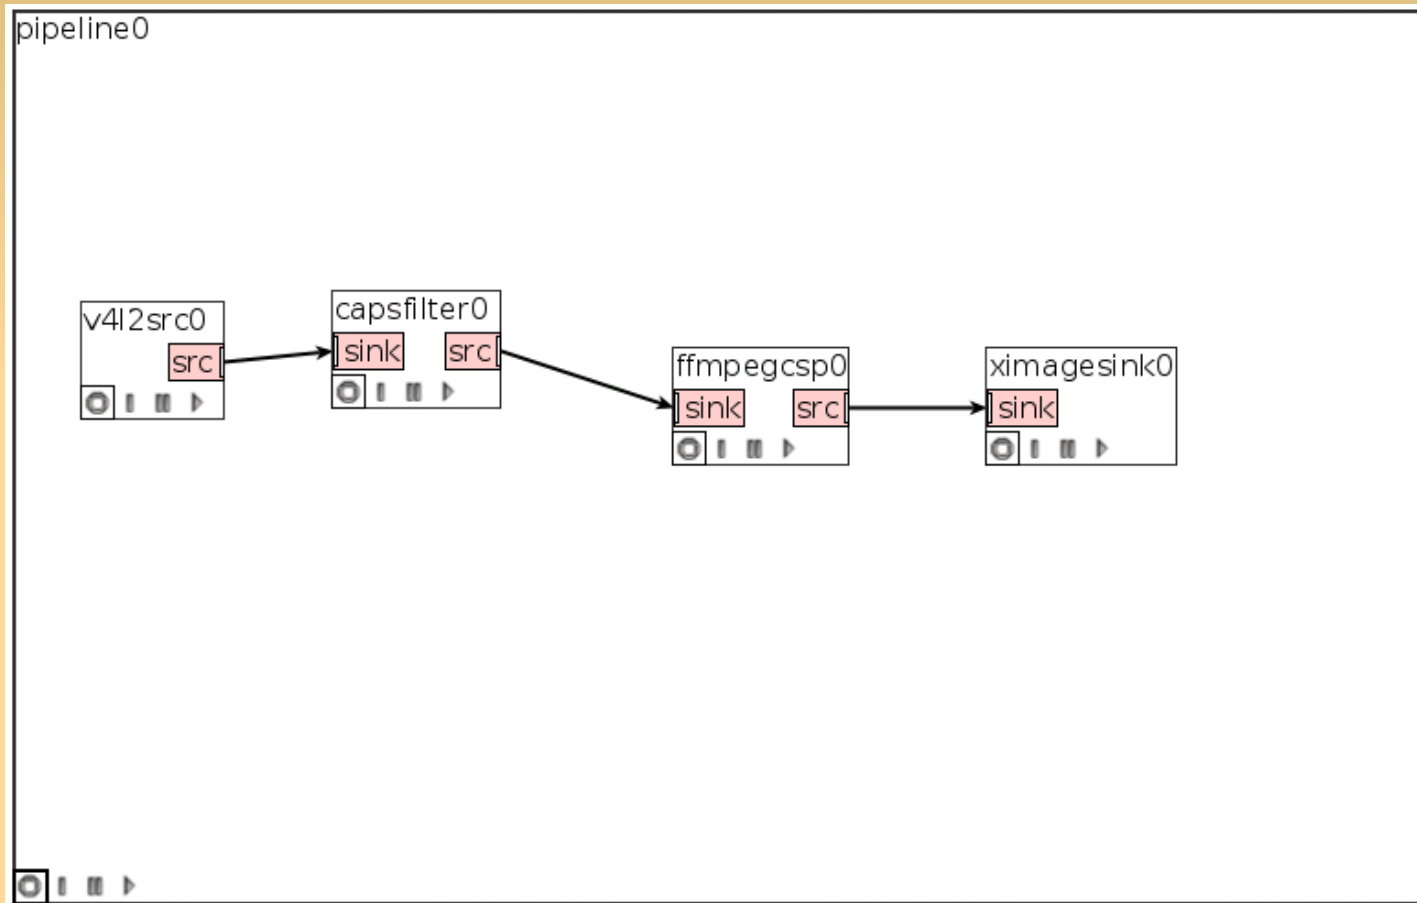 pipeline0
v4l2src0
src
capsfilter0
sink src
ffmpegcsp0
sink src
ximagesink0
sink